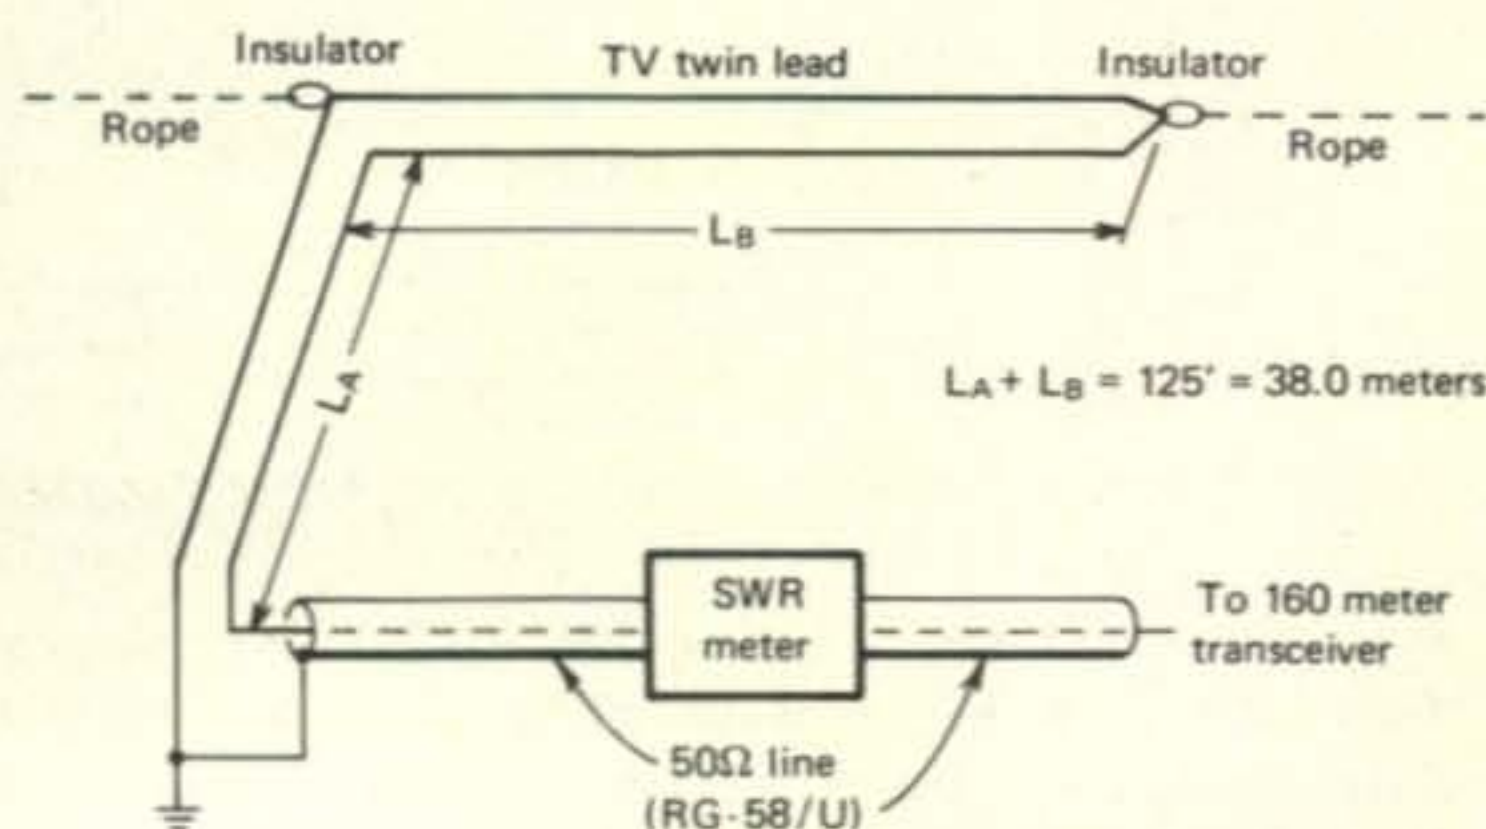 Insulator
TV twin lead
Insulator
Rope
Rope
LB
LA
LA + LB = 125' = 38.0 meters
SWR
meter
To 160 meter
transceiver
50Ω line
(RG-58/U)